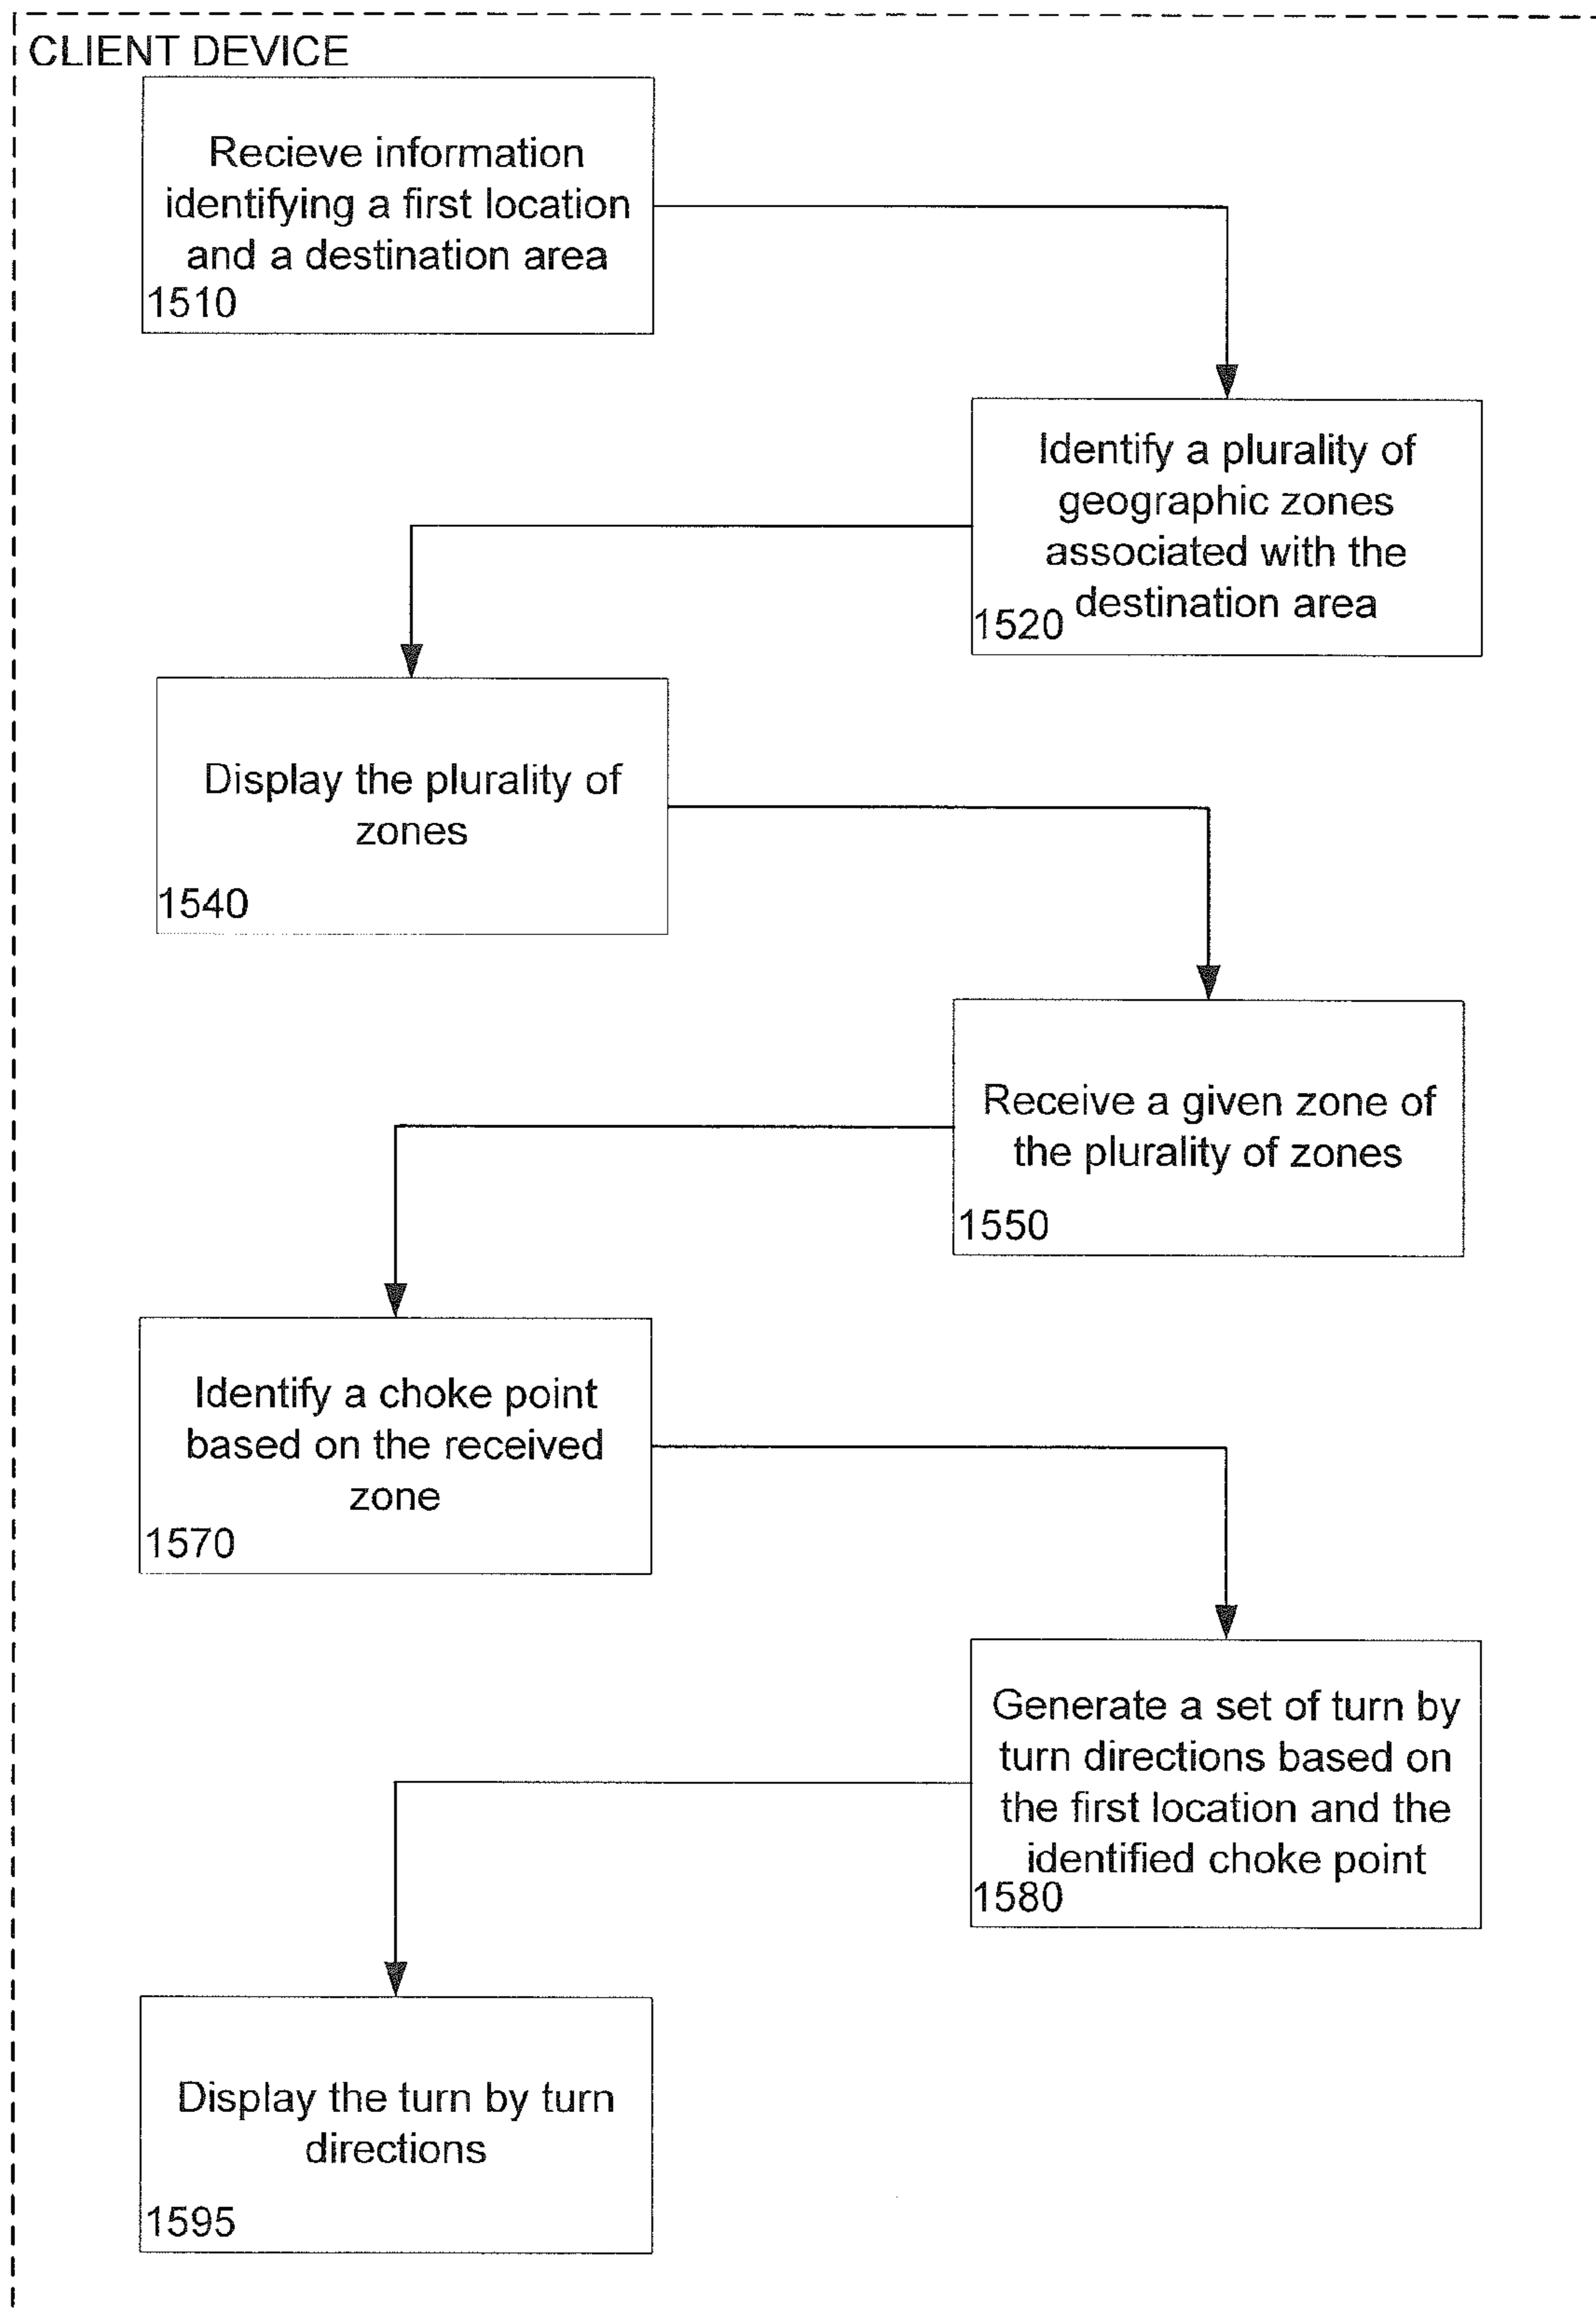 CLIENT DEVICE
Recieve information
identifying a first location
and a destination area
1510
Identify a plurality of
geographic zones
associated with the
destination area
1520
Display the plurality of
zones
1540
Receive a given zone of
the plurality of zones
1550
Identify a choke point
based on the received
zone
1570
Generate a set of turn by
turn directions based on
the first location and the
identified choke point
1580
Display the turn by turn
directions
1595